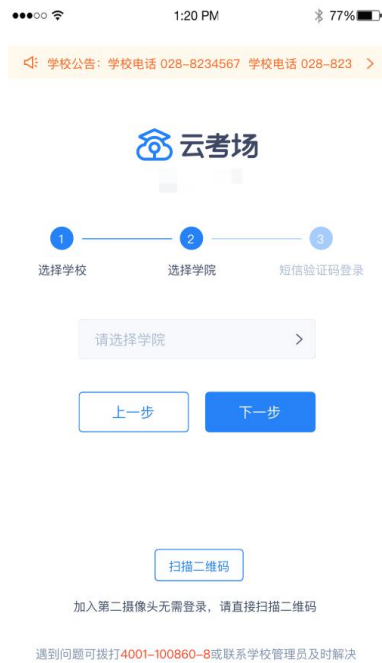 1:20 PM 77%
学校公告：学校电话 028-8234567 学校电话 028-823
云考场
1 2 3
选择学校 选择学院 短信验证码登录
请选择学院
上一步 下一步
扫描二维码
加入第二摄像头无需登录，请直接扫描二维码
遇到问题可拨打4001-100860-8或联系学校管理员及时解决